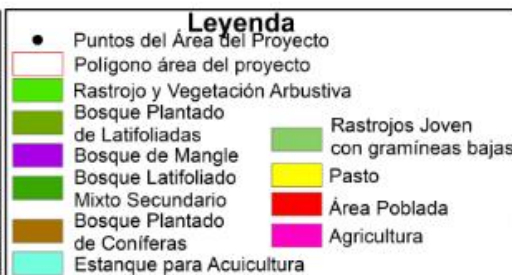 Leyenda
Puntos del Área del Proyecto
Polígono área del proyecto
Rastrojo y Vegetación Arbustiva
Bosque Plantado
de Latifoliadas
Bosque de Mangle
Bosque Latifoliado
Mixto Secundario
Bosque Plantado
de Coníferas
Estanque para Acuicultura
Rastrojos Joven
con gramíneas bajas
Pasto
Área Poblada
Agricultura